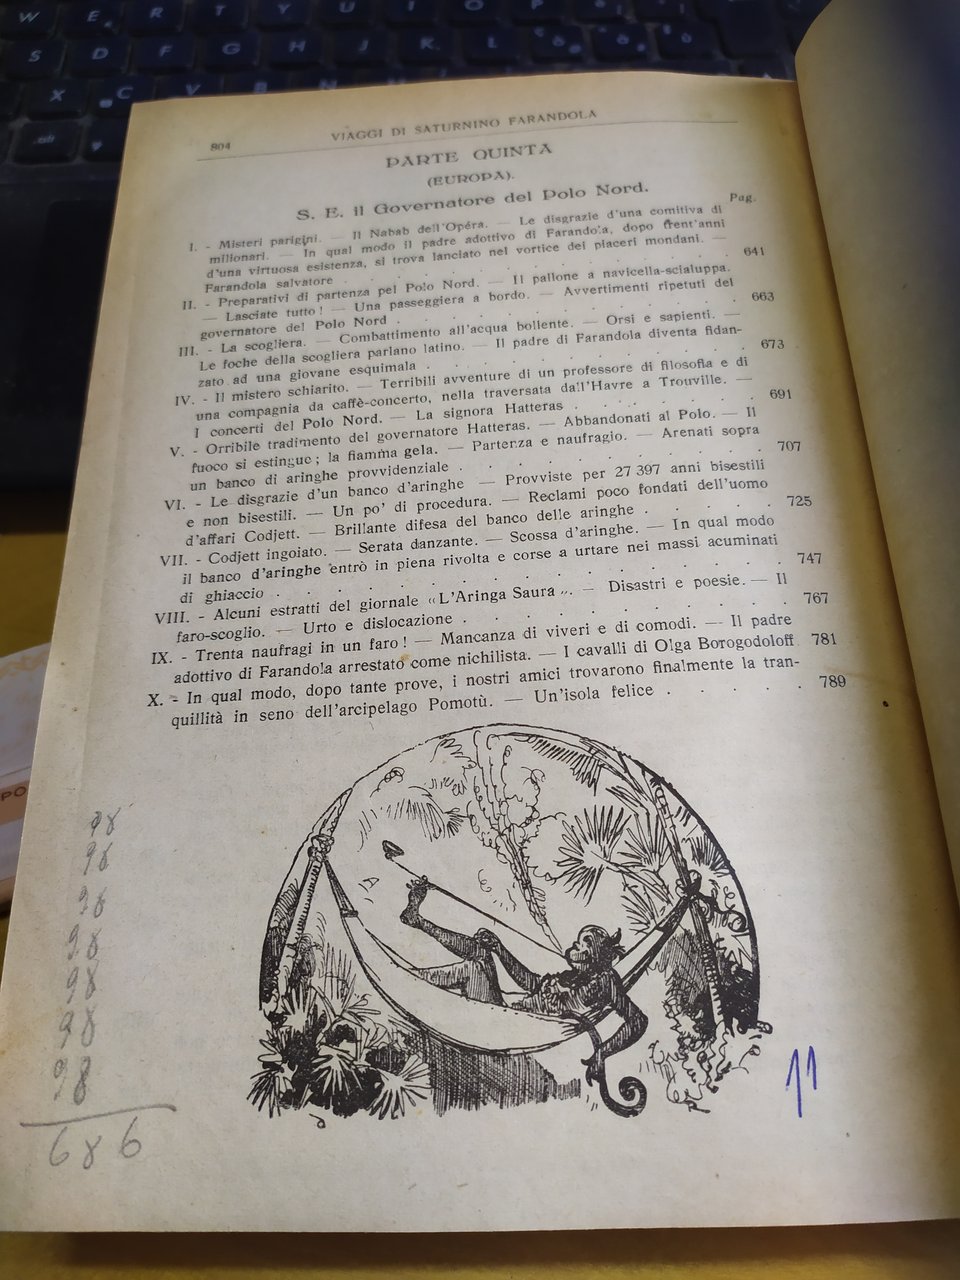 804
VIAGGI DI SATURNINO FARANDOLA
PARTE QUINTA
(EUROPA).
S. E. il Governatore del Polo Nord.
Pag.
I. - Misteri parigini. — Il Nabab dell'Opéra. — Le disgrazie d'una comitiva di
milionari. — In qual modo il padre adottivo di Farandola, dopo trent'anni
d'una virtuosa esistenza, si trova lanciato nel vortice dei piaceri mondani. —
Farandola salvatore . . . . . . . . . . 641
II. - Preparativi di partenza pel Polo Nord. — Il pallone a navicella-scialuppa.
— Lasciate tutto! — Una passeggiera a bordo. — Avvertimenti ripetuti del
governatore del Polo Nord . . . . . . . . . 663
III. - La scogliera. — Combattimento all'acqua bollente. — Orsi e sapienti. —
Le foche della scogliera parlano latino. — Il padre di Farandola diventa fidan-
zato ad una giovane esquimala . . . . . . . . 673
IV. - Il mistero schiarito. — Terribili avventure di un professore di filosofia e di
una compagnia da caffè-concerto, nella traversata dall'Havre a Trouville. —
I concerti del Polo Nord. — La signora Hatteras . . . . . 691
V. - Orribile tradimento del governatore Hatteras. — Abbandonati al Polo. — Il
fuoco si estingue; la fiamma gela. — Partenza e naufragio. — Arenati sopra
un banco di aringhe provvidenziale . . . . . . . 707
VI. - Le disgrazie d'un banco d'aringhe — Provviste per 27 397 anni bisestili
e non bisestili. — Un po' di procedura. — Reclami poco fondati dell'uomo
d'affari Codjett. — Brillante difesa del banco delle aringhe . . . . . 725
VII. - Codjett ingoiato. — Serata danzante. — Scossa d'aringhe. — In qual modo
il banco d'aringhe entrò in piena rivolta e corse a urtare nei massi acuminati
di ghiaccio . . . . . . . . . . . 747
VIII. - Alcuni estratti del giornale «L'Aringa Saura». — Disastri e poesie. — Il
faro-scoglio. — Urto e dislocazione . . . . . . . 767
IX. - Trenta naufragi in un faro! — Mancanza di viveri e di comodi. — Il padre
adottivo di Farandola arrestato come nichilista. — I cavalli di Olga Borogodoloff 781
X. - In qual modo, dopo tante prove, i nostri amici trovarono finalmente la tran-
quillità in seno dell'arcipelago Pomotù. — Un'isola felice . . . . . 789
98
98
98
98
98
98
98
686
11